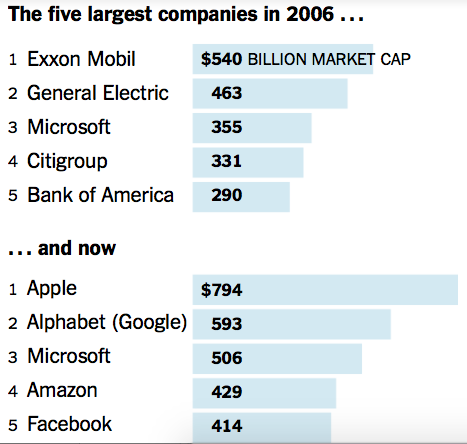 The five largest companies in 2006 ...
1 Exxon Mobil $540 BILLION MARKET CAP
2 General Electric 463
3 Microsoft 355
4 Citigroup 331
5 Bank of America 290
... and now
1 Apple $794
2 Alphabet (Google) 593
3 Microsoft 506
4 Amazon 429
5 Facebook 414